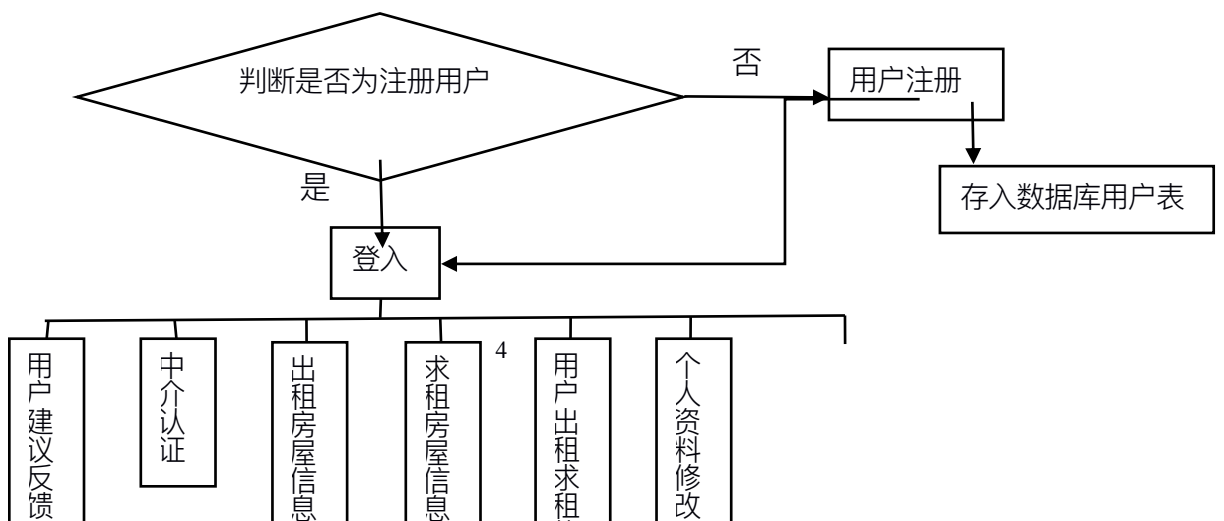 判断是否为注册用户
否
用户注册
存入数据库用户表
是
登入
4
用户建议反馈
中介认证
出租房屋信息
求租房屋信息
用户出租求租
个人资料修改